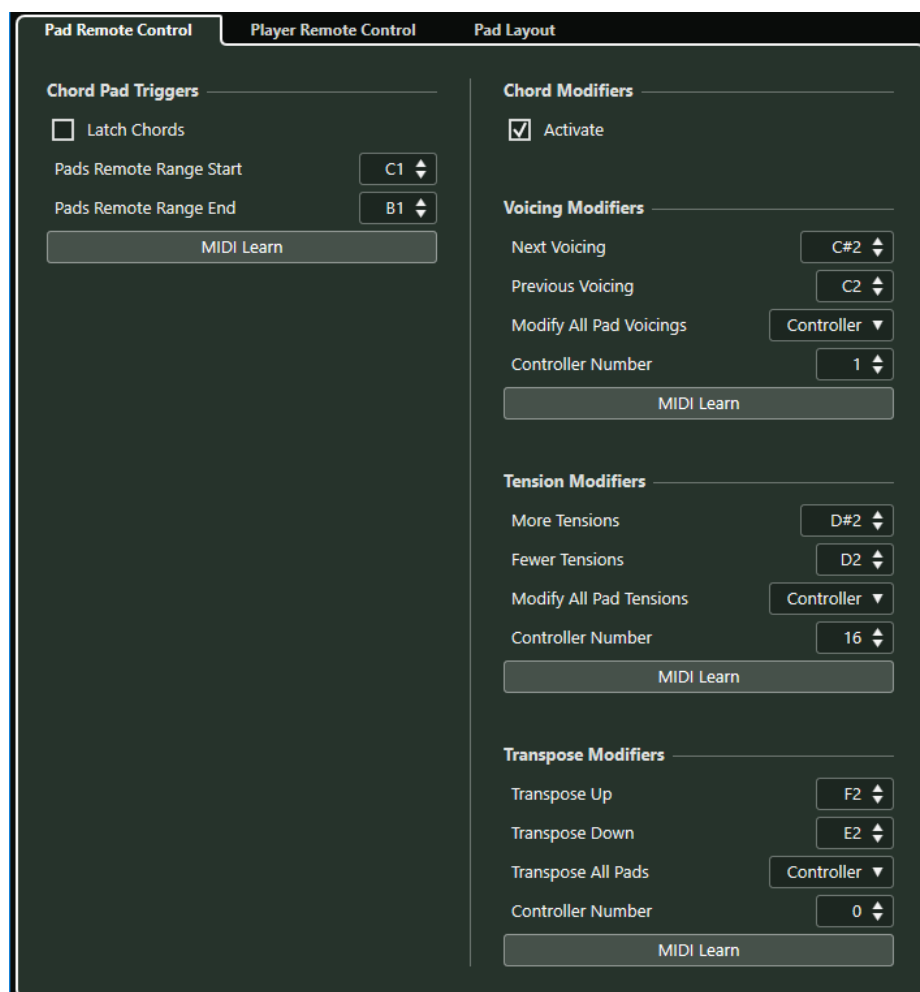 Pad Remote Control
Player Remote Control
Pad Layout
Chord Pad Triggers
Latch Chords
Pads Remote Range Start C1
Pads Remote Range End B1
MIDI Learn
Chord Modifiers
Activate
Voicing Modifiers
Next Voicing C#2
Previous Voicing C2
Modify All Pad Voicings Controller
Controller Number 1
MIDI Learn
Tension Modifiers
More Tensions D#2
Fewer Tensions D2
Modify All Pad Tensions Controller
Controller Number 16
MIDI Learn
Transpose Modifiers
Transpose Up F2
Transpose Down E2
Transpose All Pads Controller
Controller Number 0
MIDI Learn